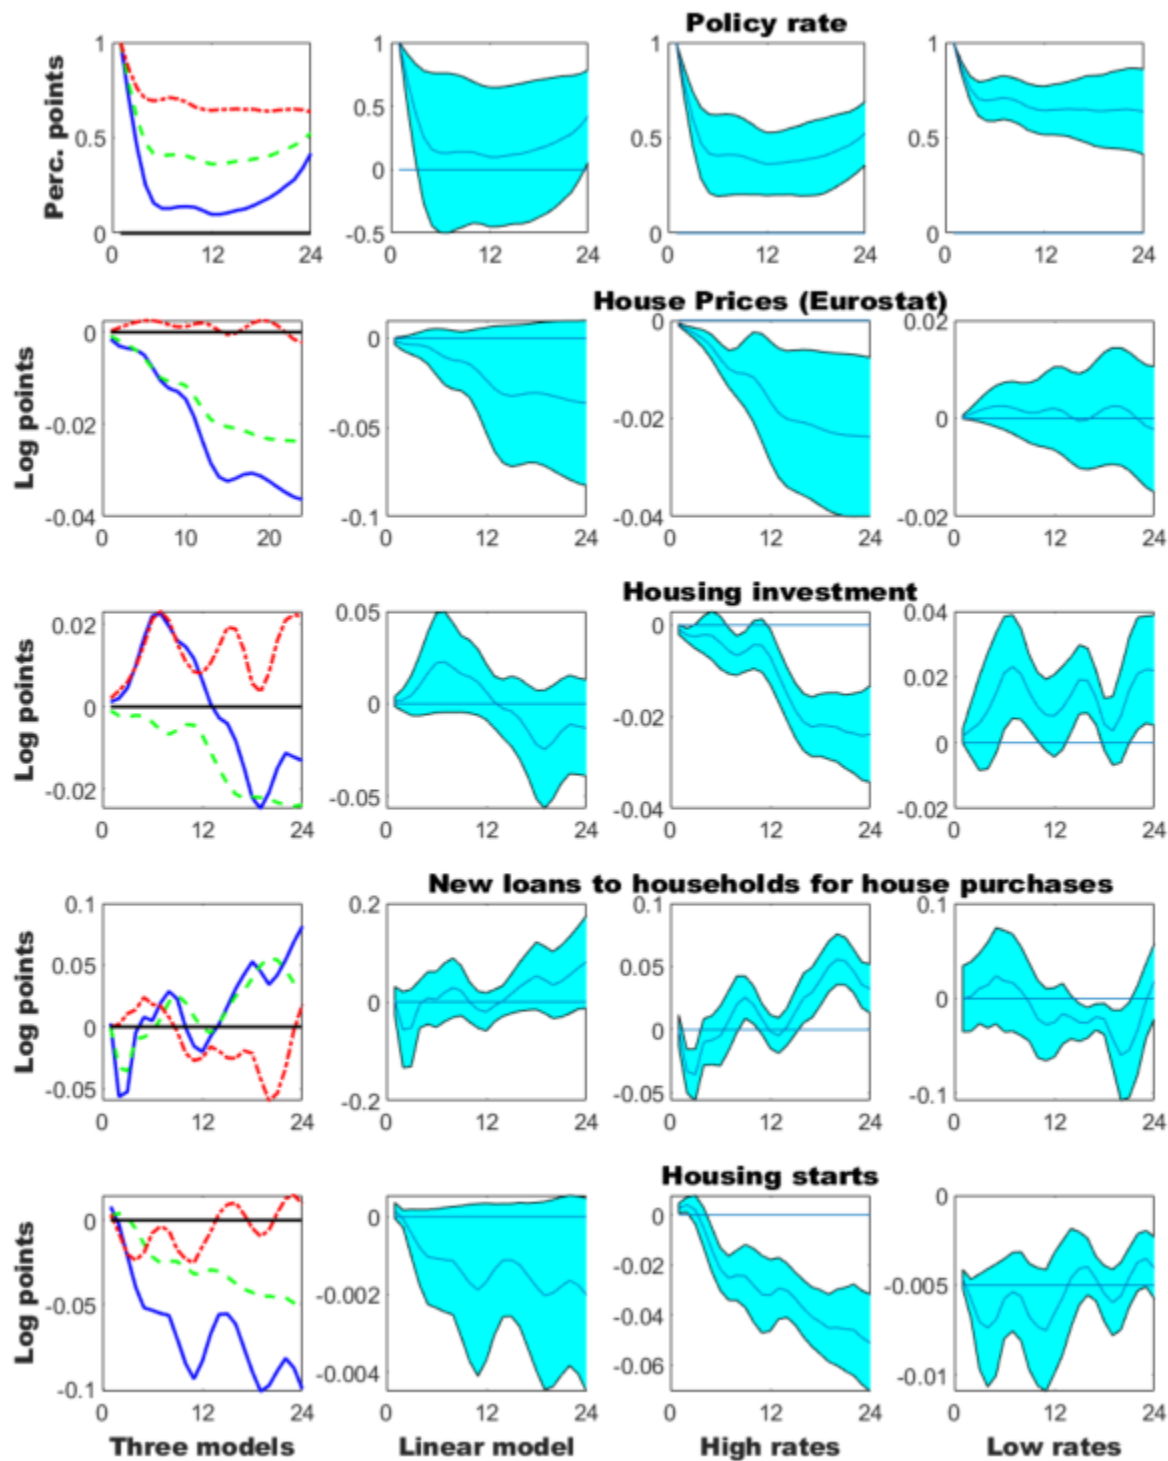 Policy rate
Perc. points
1 0.5 0
0 12 24
1 0.5 0 -0.5
0 12 24
1 0.5 0
0 12 24
1 0.5 0
0 12 24
House Prices (Eurostat)
Log points
0 -0.02 -0.04
0 10 20
0 -0.05 -0.1
0 12 24
0 -0.02 -0.04
0 12 24
0.02 0 -0.02
0 12 24
Housing investment
Log points
0.02 0 -0.02
0 12 24
0.05 0 -0.05
0 12 24
0 -0.02 -0.04
0 12 24
0.04 0.02 0 -0.02
0 12 24
New loans to households for house purchases
Log points
0.1 0.05 0 -0.05
0 12 24
0.2 0 -0.2
0 12 24
0.1 0.05 0 -0.05
0 12 24
0.1 0 -0.1
0 12 24
Housing starts
Log points
0 -0.05 -0.1
0 12 24
0 -0.002 -0.004
0 12 24
0 -0.02 -0.04 -0.06
0 12 24
0 -0.005 -0.01
0 12 24
Three models
Linear model
High rates
Low rates